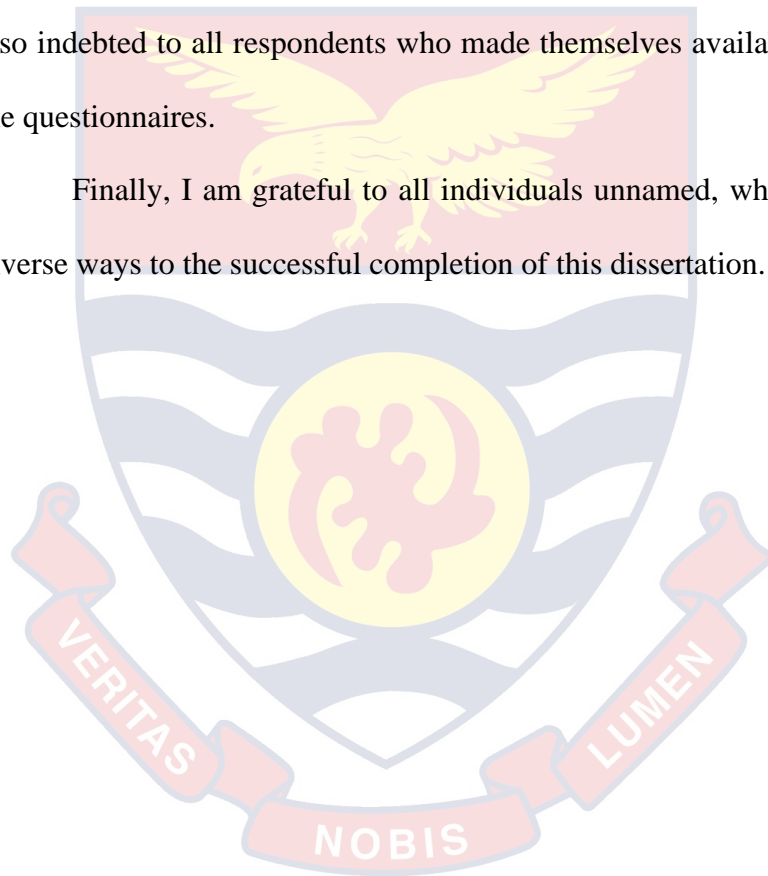 so indebted to all respondents who made themselves availa
e questionnaires.
Finally, I am grateful to all individuals unnamed, wh
verse ways to the successful completion of this dissertation.
VERITAS
NOBIS
LUMEN